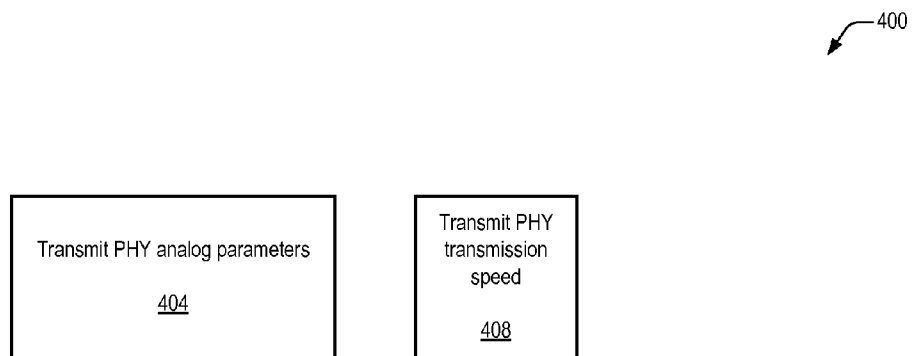 400
Transmit PHY analog parameters
404
Transmit PHY
transmission
speed
408